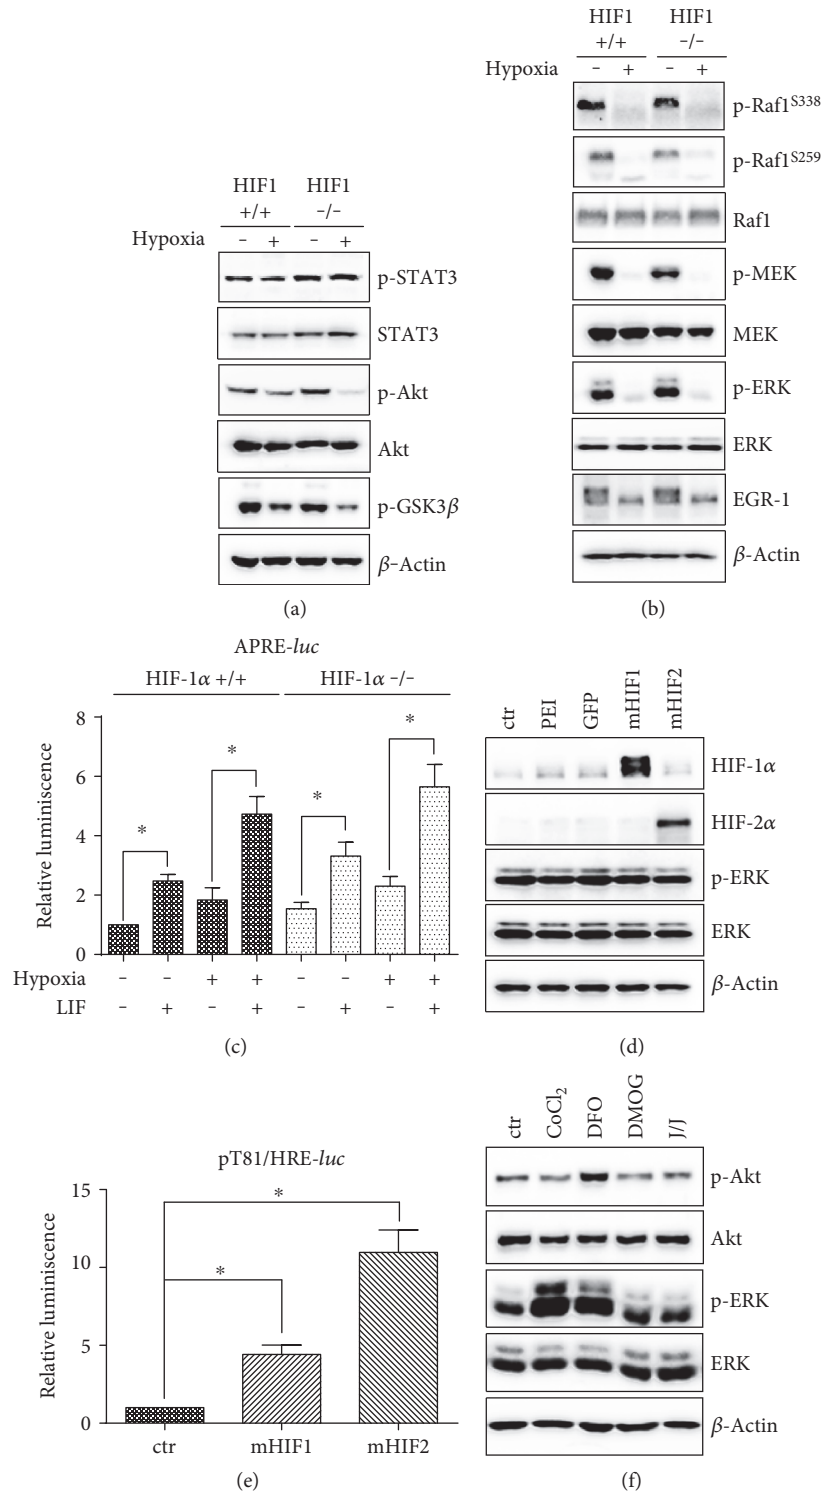 HIF1 HIF1
+/+ −/−
Hypoxia − + − +
p-STAT3
STAT3
p-Akt
Akt
p-GSK3β
β-Actin
(a)
HIF1 HIF1
+/+ −/−
Hypoxia − + − +
p-Raf1S338
p-Raf1S259
Raf1
p-MEK
MEK
p-ERK
ERK
EGR-1
β-Actin
(b)
APRE-luc
HIF-1α +/+ HIF-1α −/−
Relative luminiscence
8
6
4
2
0
* * * *
Hypoxia − − + + − − + +
LIF − + − + − + − +
(c)
ctr PEI GFP mHIF1 mHIF2
HIF-1α
HIF-2α
p-ERK
ERK
β-Actin
(d)
pT81/HRE-luc
Relative luminiscence
15
10
5
0
*
*
ctr mHIF1 mHIF2
(e)
ctr CoCl2 DFO DMOG J/J
p-Akt
Akt
p-ERK
ERK
β-Actin
(f)